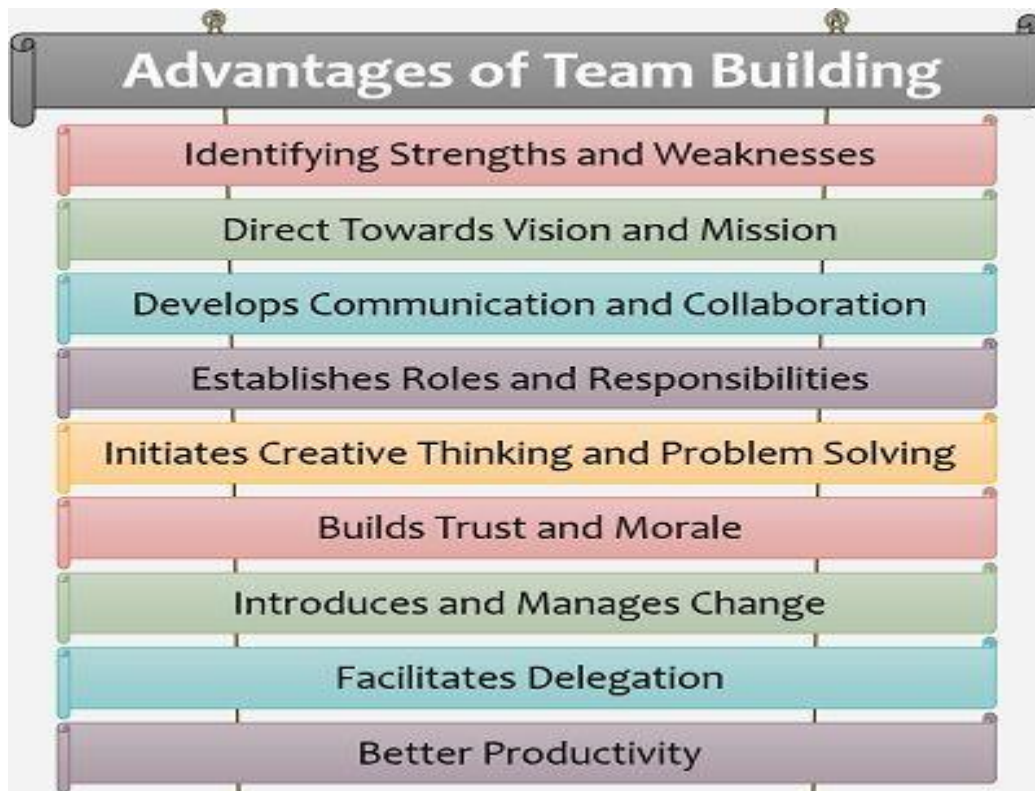 Advantages of Team Building
Identifying Strengths and Weaknesses
Direct Towards Vision and Mission
Develops Communication and Collaboration
Establishes Roles and Responsibilities
Initiates Creative Thinking and Problem Solving
Builds Trust and Morale
Introduces and Manages Change
Facilitates Delegation
Better Productivity